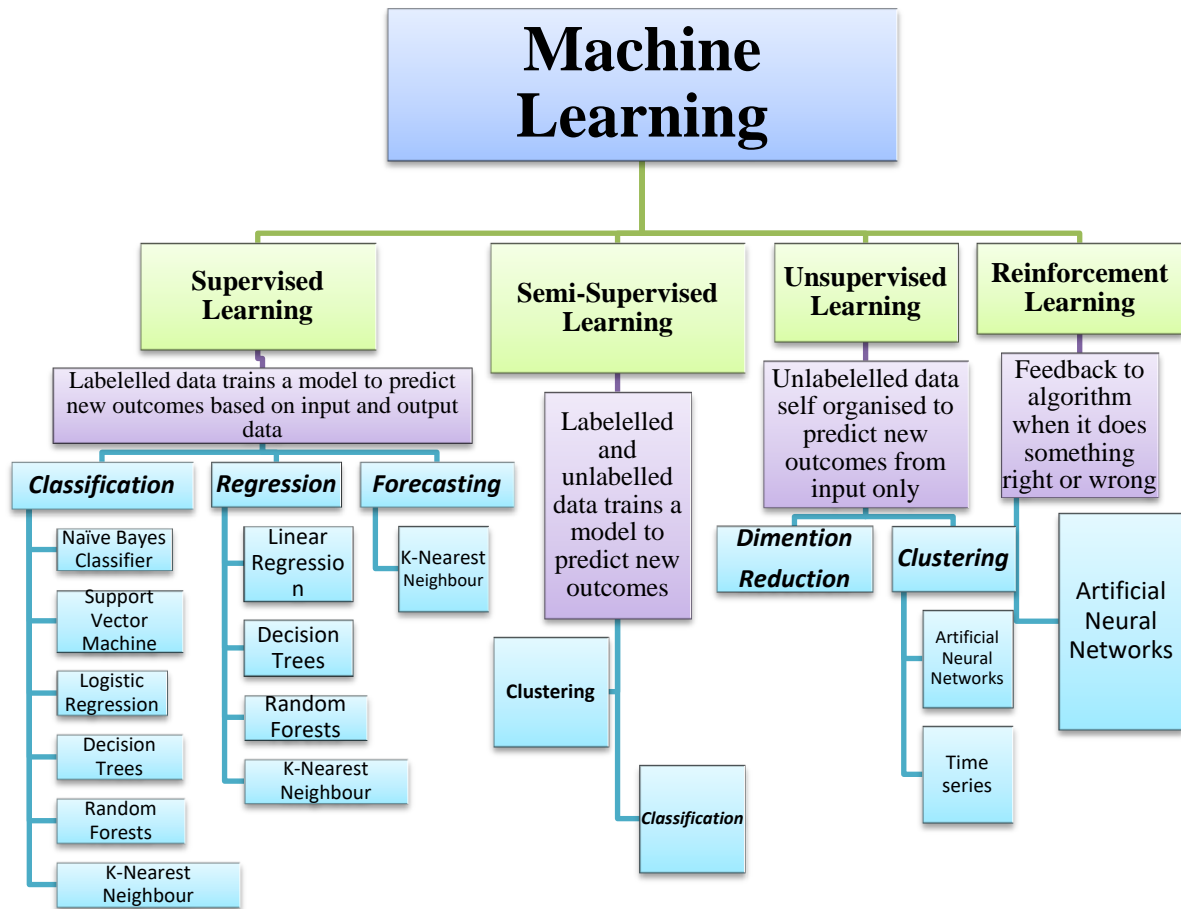 Machine
Learning
Supervised
Learning
Semi-Supervised
Learning
Unsupervised
Learning
Reinforcement
Learning
Labelelled data trains a model to predict
new outcomes based on input and output
data
Labelelled
and
unlabelled
data trains a
model to
predict new
outcomes
Unlabelelled data
self organised to
predict new
outcomes from
input only
Feedback to
algorithm
when it does
something
right or wrong
Classification
Naïve Bayes
Classifier
Support
Vector
Machine
Logistic
Regression
Decision
Trees
Random
Forests
K-Nearest
Neighbour
Regression
Linear
Regressio
n
Decision
Trees
Random
Forests
K-Nearest
Neighbour
Forecasting
K-Nearest
Neighbour
Clustering
Classification
Dimention
Reduction
Clustering
Artificial
Neural
Networks
Time
series
Artificial
Neural
Networks